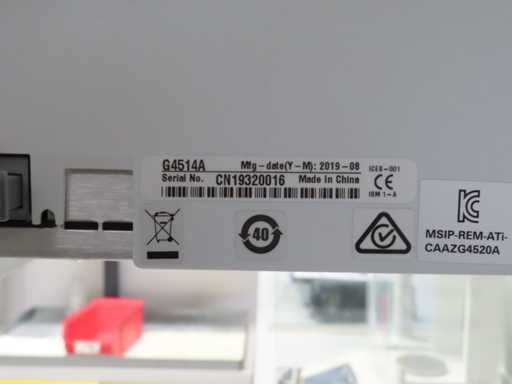 G4514A Mfg-date(Y-M): 2019-08
Serial No. CN19320016 Made In China
ICES-001
CE
ISM 1-A
40
MSIP-REM-ATi-
CAAZG4520A